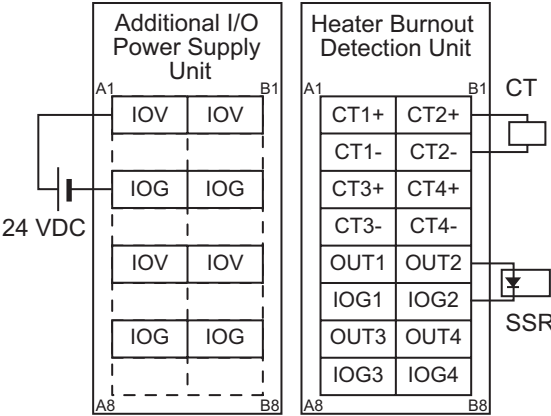 Additional I/O
Power Supply
Unit
A1 B1
IOV IOV
IOG IOG
IOV IOV
IOG IOG
A8 B8
24 VDC
Heater Burnout
Detection Unit
A1 B1
CT1+ CT2+
CT1- CT2-
CT3+ CT4+
CT3- CT4-
OUT1 OUT2
IOG1 IOG2
OUT3 OUT4
IOG3 IOG4
A8 B8
CT
SSR